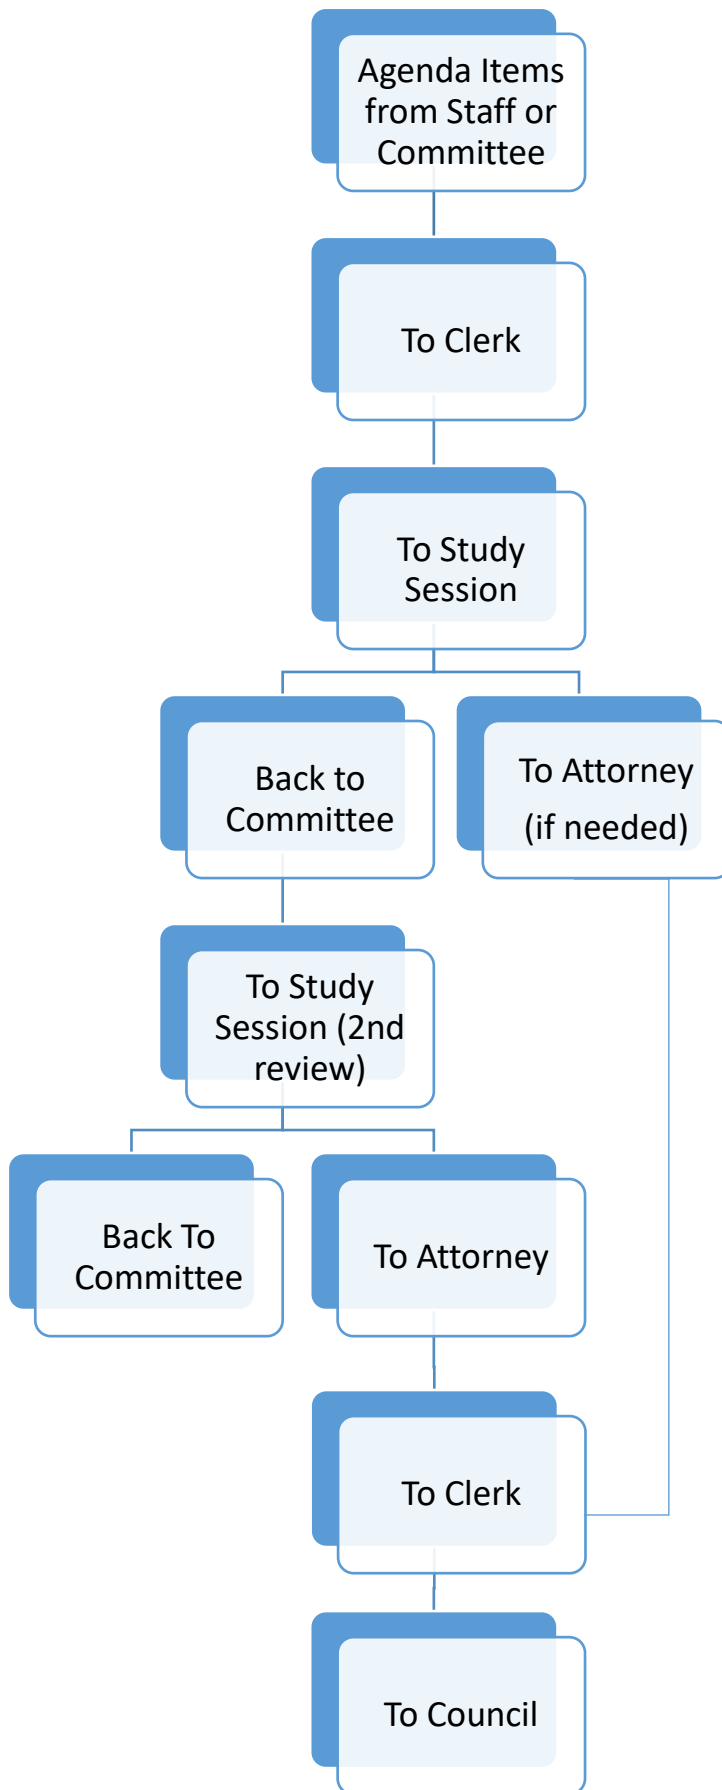 Agenda Items
from Staff or
Committee
To Clerk
To Study
Session
Back to
Committee
To Attorney
(if needed)
To Study
Session (2nd
review)
Back To
Committee
To Attorney
To Clerk
To Council